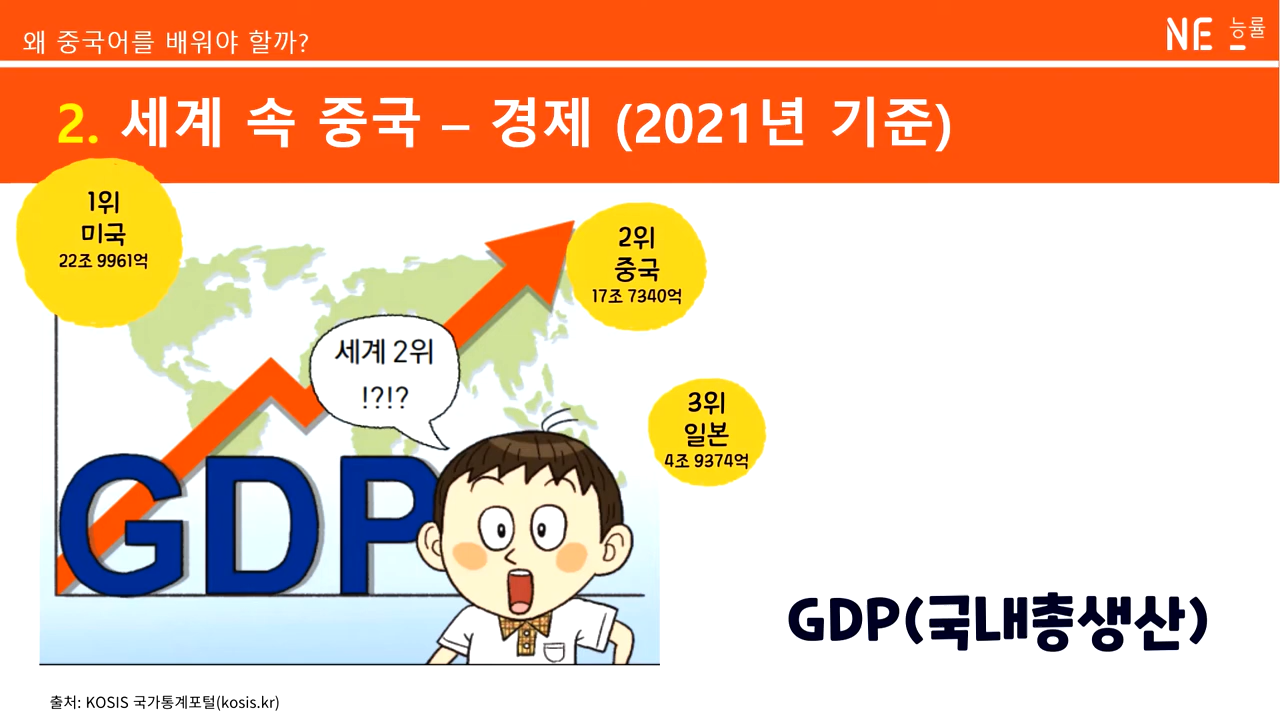 왜 중국어를 배워야 할까?
NE 능률
2. 세계 속 중국 – 경제 (2021년 기준)
1위
미국
22조 9961억
2위
중국
17조 7340억
세계 2위
!?!?
3위
일본
4조 9374억
GDP
GDP(국내총생산)
출처: KOSIS 국가통계포털(kosis.kr)